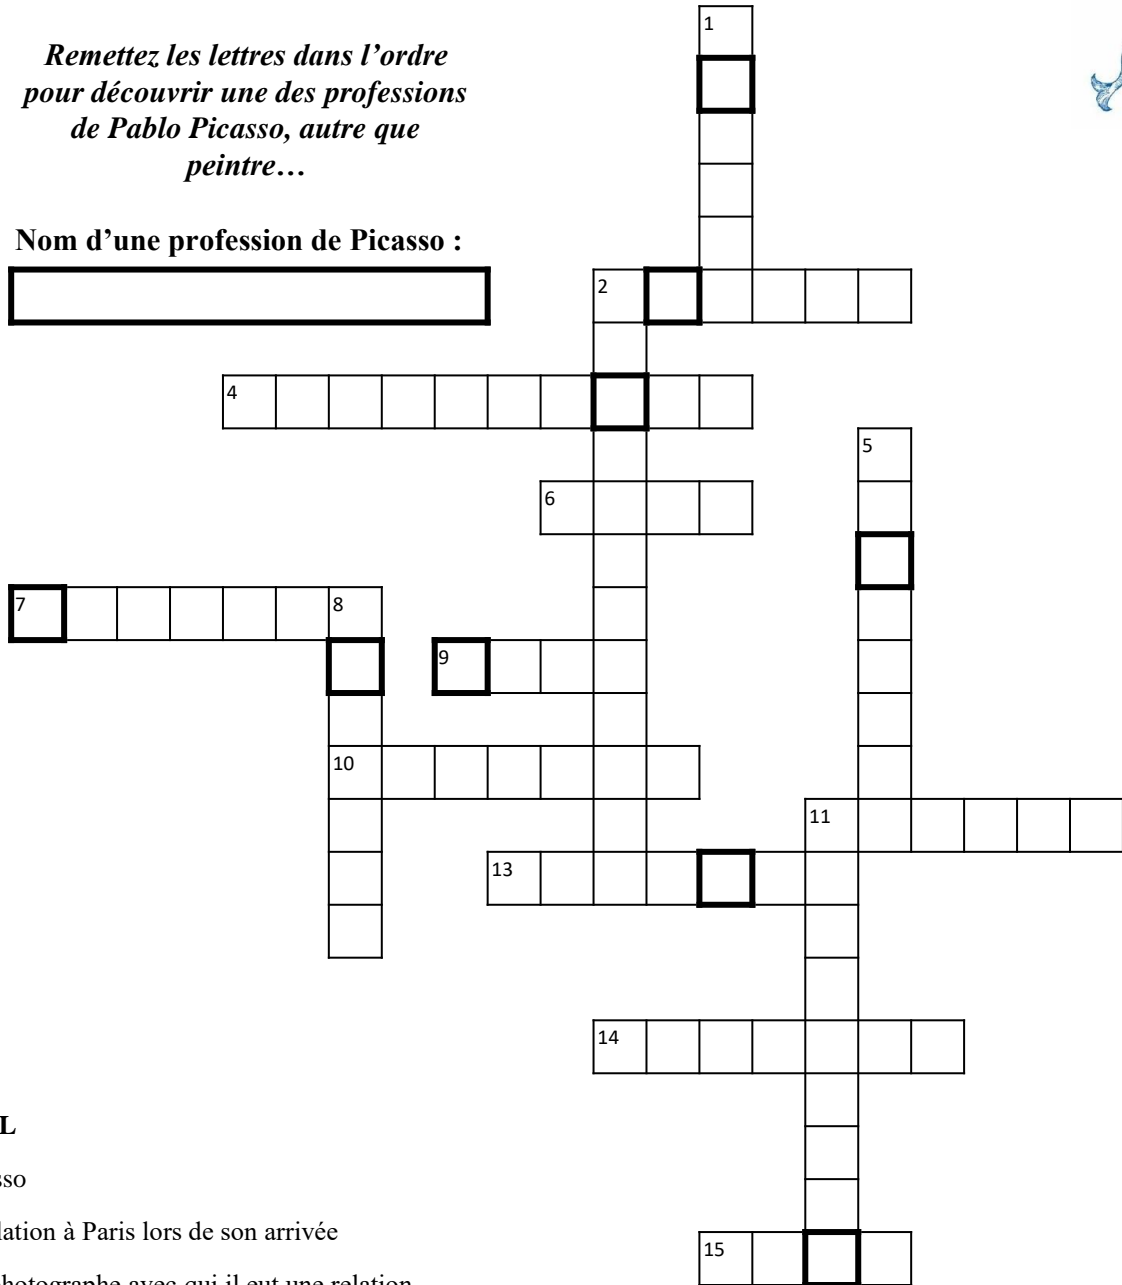 1
Remettez les lettres dans l’ordre
pour découvrir une des professions
de Pablo Picasso, autre que
peintre…
Nom d’une profession de Picasso :
2
4
5
6
7 8
9
10
11
13
14
L
sso
lation à Paris lors de son arrivée
15
hotographe avec qui il eut une relation